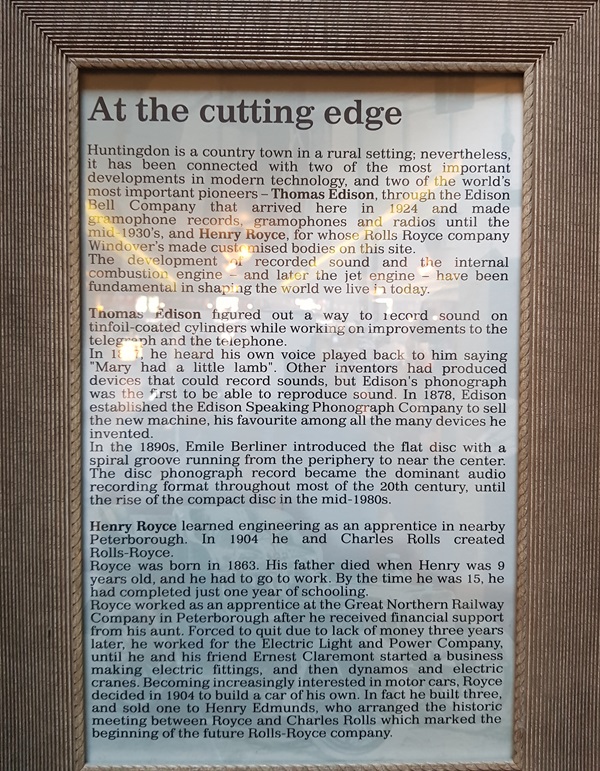 At the cutting edge
Huntingdon is a country town in a rural setting; nevertheless,
it has been connected with two of the most important
developments in modern technology, and two of the world's
most important pioneers – Thomas Edison, through the Edison
Bell Company that arrived here in 1924 and made
gramophone records, gramophones and radios until the
mid-1930's, and Henry Royce, for whose Rolls Royce company
Windover's made customised bodies on this site.
The development of recorded sound and the internal
combustion engine – and later the jet engine – have been
fundamental in shaping the world we live in today.
Thomas Edison figured out a way to record sound on
tinfoil-coated cylinders while working on improvements to the
telegraph and the telephone.
In he heard his own voice played back to him saying
"Mary had a little lamb". Other inventors had produced
devices that could record sounds, but Edison's phonograph
was the first to be able to reproduce sound. In 1878, Edison
established the Edison Speaking Phonograph Company to sell
the new machine, his favourite among all the many devices he
invented.
In the 1890s, Emile Berliner introduced the flat disc with a
spiral groove running from the periphery to near the center.
The disc phonograph record became the dominant audio
recording format throughout most of the 20th century, until
the rise of the compact disc in the mid-1980s.
Henry Royce learned engineering as an apprentice in nearby
Peterborough. In 1904 he and Charles Rolls created
Rolls-Royce.
Royce was born in 1863. His father died when Henry was 9
years old, and he had to go to work. By the time he was 15, he
had completed just one year of schooling.
Royce worked as an apprentice at the Great Northern Railway
Company in Peterborough after he received financial support
from his aunt. Forced to quit due to lack of money three years
later, he worked for the Electric Light and Power Company,
until he and his friend Ernest Claremont started a business
making electric fittings, and then dynamos and electric
cranes. Becoming increasingly interested in motor cars, Royce
decided in 1904 to build a car of his own. In fact he built three,
and sold one to Henry Edmunds, who arranged the historic
meeting between Royce and Charles Rolls which marked the
beginning of the future Rolls-Royce company.